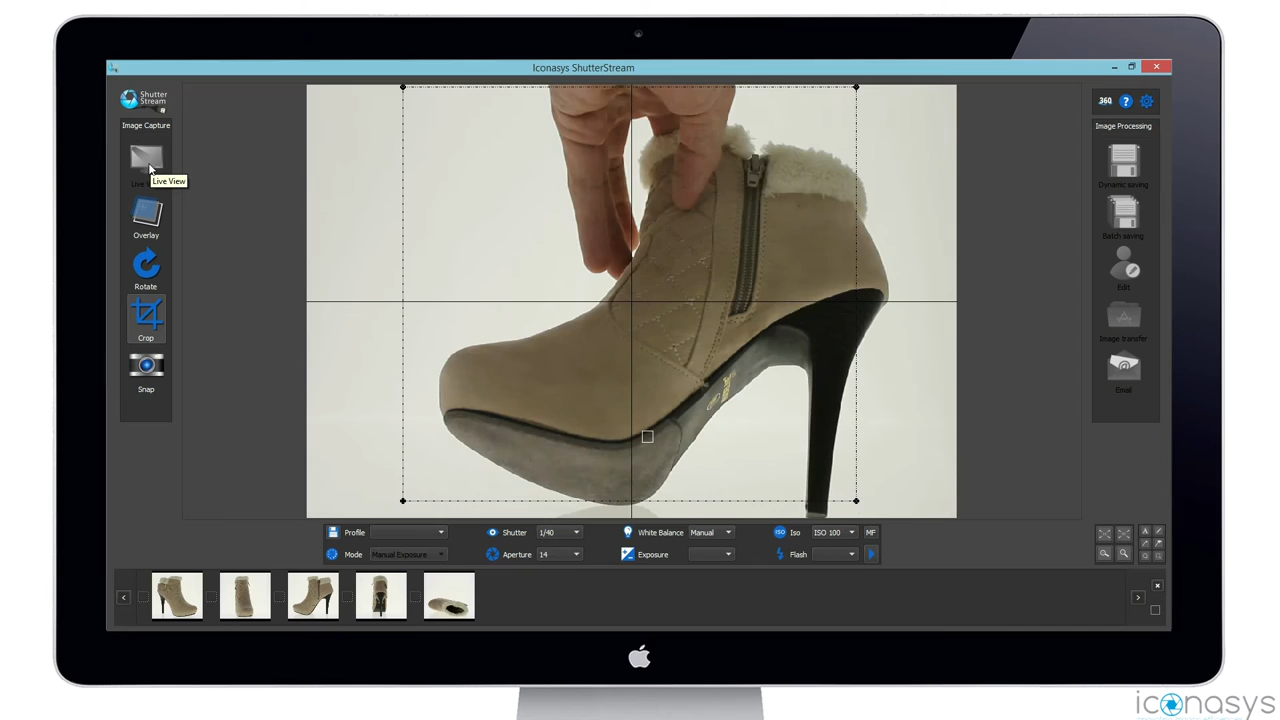 Iconasys ShutterStream
Shutter
Stream
Image Capture
Live View
Overlay
Rotate
Crop
Snap
360
?
Image Processing
Dynamic saving
Batch saving
Edit
Image transfer
Email
Profile
Shutter
1/40
White Balance
Manual
ISO
Iso
ISO 100
MF
Mode
Manual Exposure
Aperture
14
Exposure
Flash
iconasys